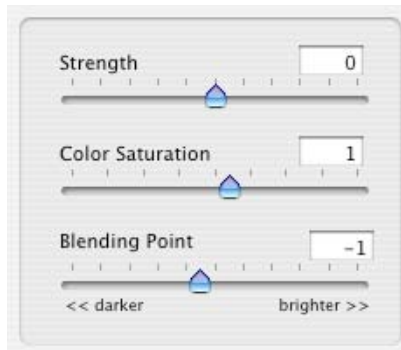 Strength 0
Color Saturation 1
Blending Point -1
<< darker brighter >>